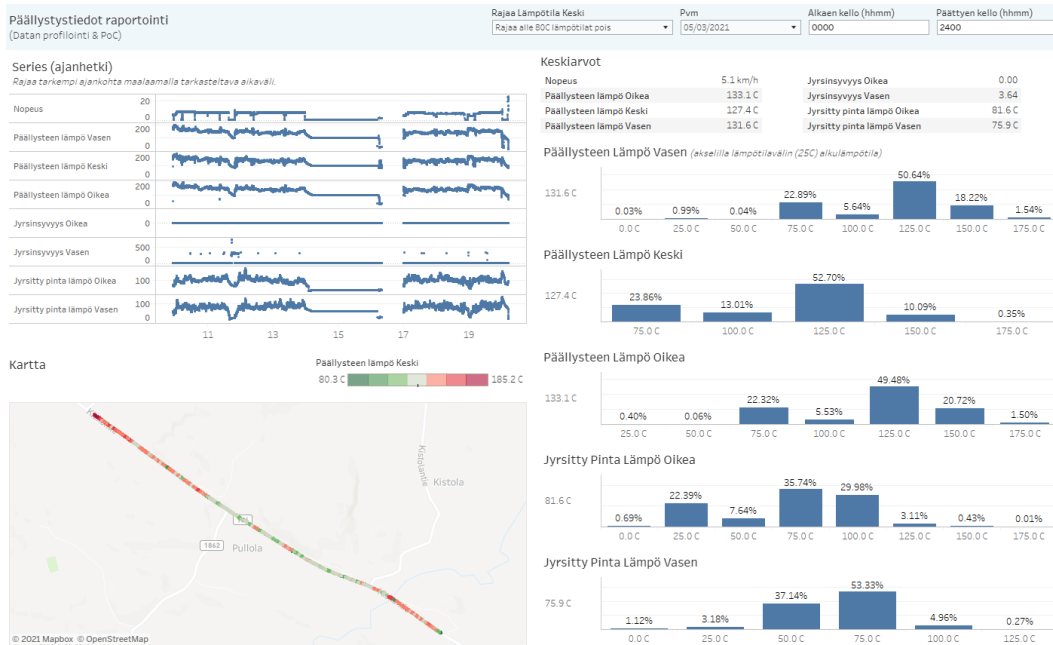 Päällystystiedot raportointi
(Datan profilointi & PoC)
Rajaa Lämpötila Keski
Rajaa alle 80C lämpötilat pois
Pvm
05/03/2021
Alkaen kello (hhmm)
0000
Päättyen kello (hhmm)
2400
Series (ajanhetki)
Rajaa tarkempi ajankohta maalaamalla tarkasteltava aikaväli.
Nopeus
20
0
Päällysteen lämpö Vasen
200
0
Päällysteen lämpö Keski
200
0
Päällysteen lämpö Oikea
200
0
Jyrsinsyvyys Oikea
0
Jyrsinsyvyys Vasen
500
0
Jyrsitty pinta lämpö Oikea
100
Jyrsitty pinta lämpö Vasen
100
0
11 13 15 17 19
Kartta
Päällysteen lämpö Keski
80.3 C 185.2 C
Kistolantie
Kistola
1862
Pullola
© 2021 Mapbox © OpenStreetMap
Keskiarvot
Nopeus 5.1 km/h
Päällysteen lämpö Oikea 133.1 C
Päällysteen lämpö Keski 127.4 C
Päällysteen lämpö Vasen 131.6 C
Jyrsinsyvyys Oikea 0.00
Jyrsinsyvyys Vasen 3.64
Jyrsitty pinta lämpö Oikea 81.6 C
Jyrsitty pinta lämpö Vasen 75.9 C
Päällysteen Lämpö Vasen (akselilla lämpötilavälin (25C) alkulämpötila)
131.6 C
0.03% 0.99% 0.04% 22.89% 5.64% 50.64% 18.22% 1.54%
0.0 C 25.0 C 50.0 C 75.0 C 100.0 C 125.0 C 150.0 C 175.0 C
Päällysteen Lämpö Keski
127.4 C
23.86% 13.01% 52.70% 10.09% 0.35%
75.0 C 100.0 C 125.0 C 150.0 C 175.0 C
Päällysteen Lämpö Oikea
133.1 C
0.40% 0.06% 22.32% 5.53% 49.48% 20.72% 1.50%
25.0 C 50.0 C 75.0 C 100.0 C 125.0 C 150.0 C 175.0 C
Jyrsitty Pinta Lämpö Oikea
81.6 C
0.69% 22.39% 7.64% 35.74% 29.98% 3.11% 0.43% 0.01%
0.0 C 25.0 C 50.0 C 75.0 C 100.0 C 125.0 C 150.0 C 175.0 C
Jyrsitty Pinta Lämpö Vasen
75.9 C
1.12% 3.18% 37.14% 53.33% 4.96% 0.27%
0.0 C 25.0 C 50.0 C 75.0 C 100.0 C 125.0 C